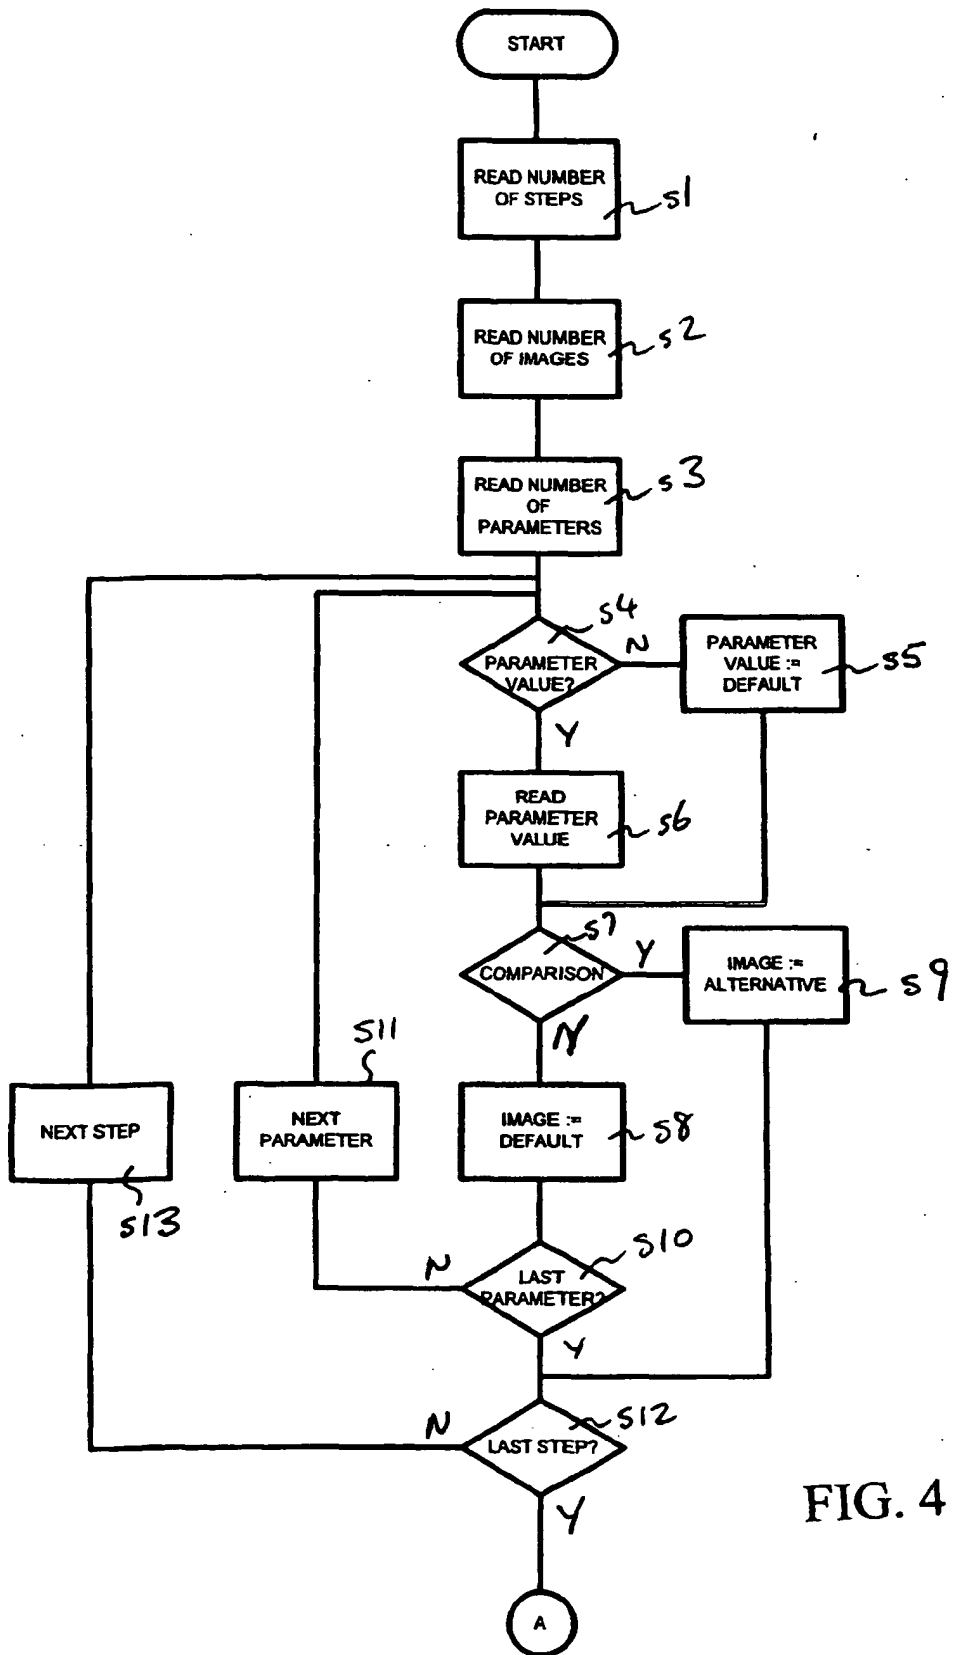 START
READ NUMBER
OF STEPS
s1
READ NUMBER
OF IMAGES
s2
READ NUMBER
OF
PARAMETERS
s3
s4
PARAMETER
VALUE?
N
Y
PARAMETER
VALUE :=
DEFAULT
s5
READ
PARAMETER
VALUE
s6
s7
COMPARISON
Y
N
IMAGE :=
ALTERNATIVE
s9
NEXT STEP
s13
s11
NEXT
PARAMETER
IMAGE :=
DEFAULT
s8
s10
LAST
PARAMETER?
N
Y
s12
LAST STEP?
N
Y
A
FIG. 4